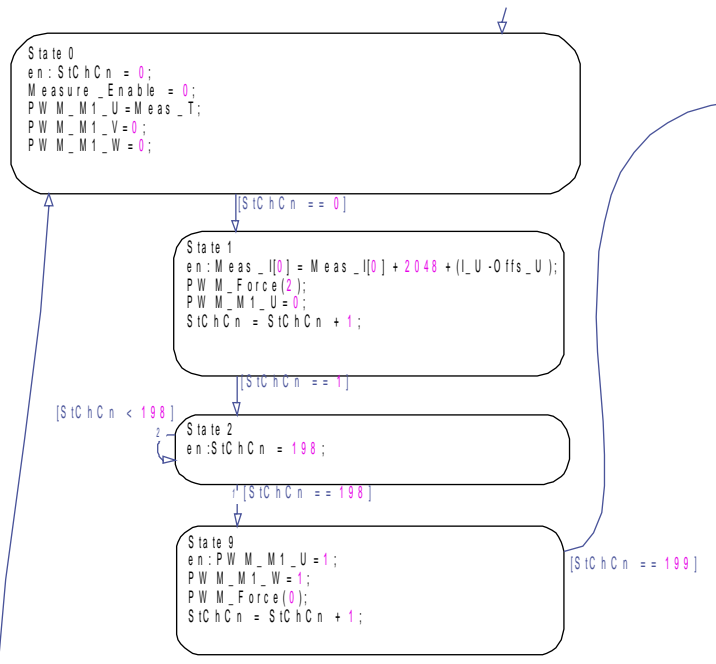 State 0
en:StChCn = 0;
Measure_Enable = 0;
PWM_M1_U=Meas_T;
PWM_M1_V=0;
PWM_M1_W=0;
[StChCn == 0]
State 1
en:Meas_I[0] = Meas_I[0] + 2048 +(I_U-Offs_U);
PWM_Force(2);
PWM_M1_U=0;
StChCn = StChCn + 1;
[StChCn == 1]
[StChCn < 198]
2
State 2
en:StChCn = 198;
1
[StChCn == 198]
State 9
en:PWM_M1_U=1;
PWM_M1_W=1;
PWM_Force(0);
StChCn = StChCn + 1;
[StChCn == 199]